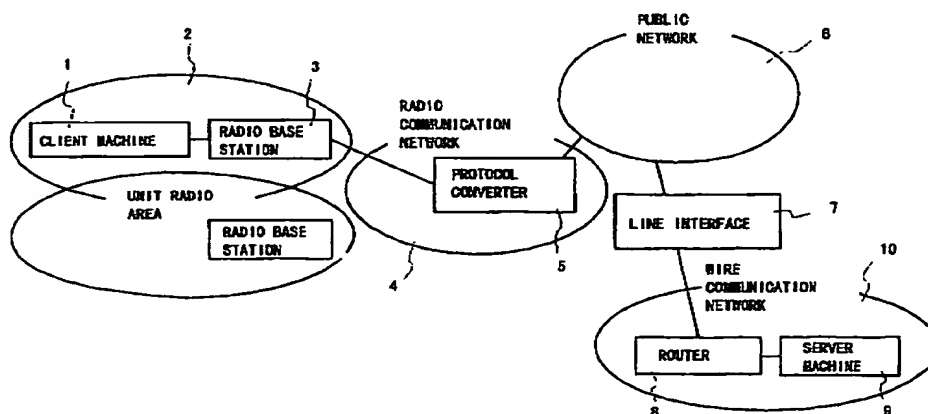 PUBLIC
NETWORK
6
1
2
3
RADIO
COMMUNICATION
NETWORK
CLIENT MACHINE
RADIO BASE
STATION
PROTOCOL
CONVERTER
UNIT RADIO
AREA
LINE INTERFACE
7
RADIO BASE
STATION
4
5
WIRE
COMMUNICATION
NETWORK
10
ROUTER
SERVER
MACHINE
8
9